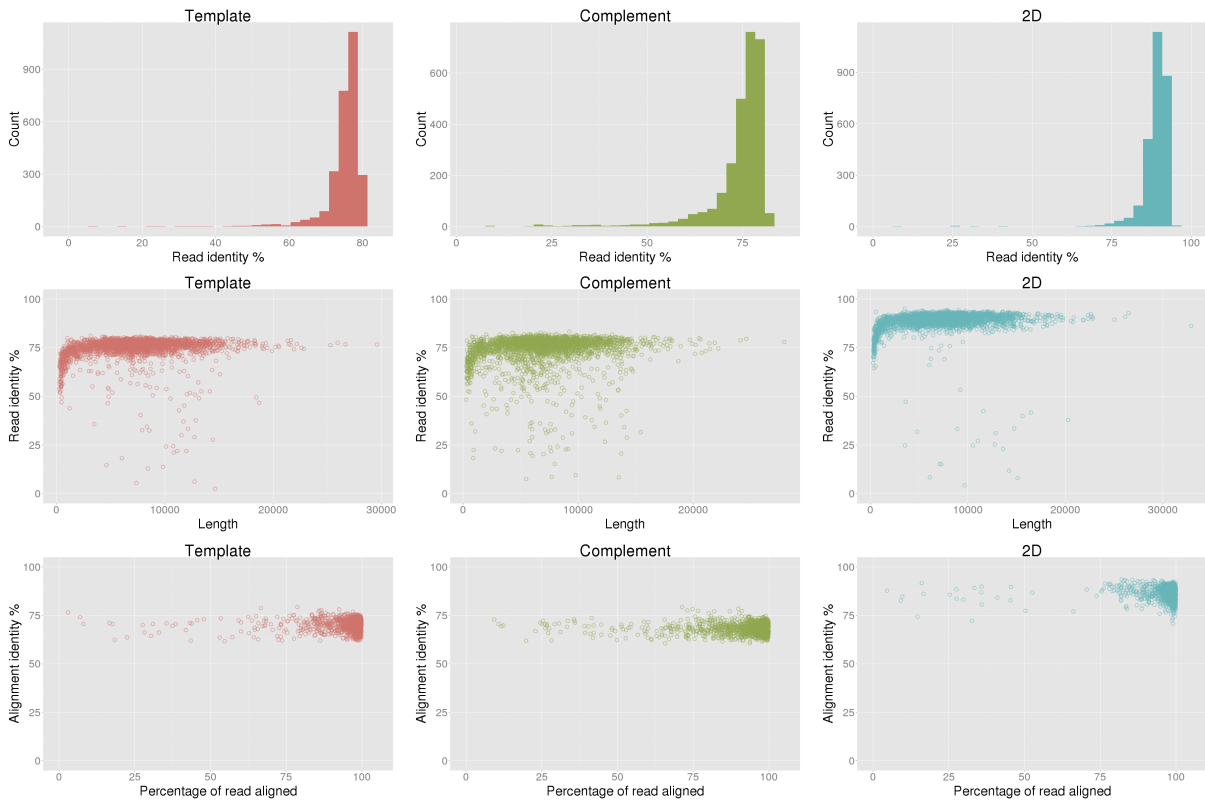 Template Complement 2D
Count
900
600
300
0
0 20 40 60 80
Read identity %
Count
600
400
200
0
0 25 50 75
Read identity %
Count
900
600
300
0
0 25 50 75 100
Read identity %
Template Complement 2D
Read identity %
100
75
50
25
0
0 10000 20000 30000
Length
Read identity %
100
75
50
25
0
0 10000 20000
Length
Read identity %
100
75
50
25
0
0 10000 20000 30000
Length
Template Complement 2D
Alignment identity %
100
75
50
25
0
0 25 50 75 100
Percentage of read aligned
Alignment identity %
100
75
50
25
0
0 25 50 75 100
Percentage of read aligned
Alignment identity %
100
75
50
25
0
0 25 50 75 100
Percentage of read aligned